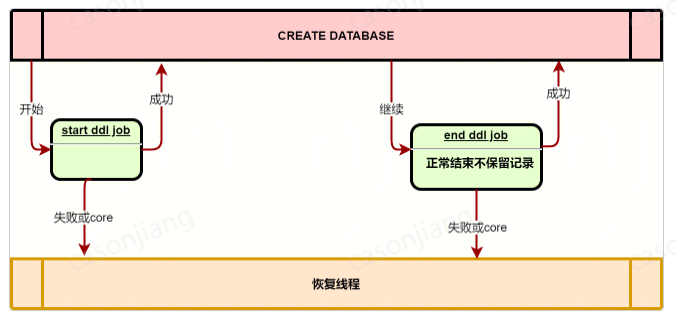 CREATE DATABASE
开始
成功
继续
成功
start ddl job
end ddl job
正常结束不保留记录
失败或core
失败或core
恢复线程
casonjiang
casonjiang